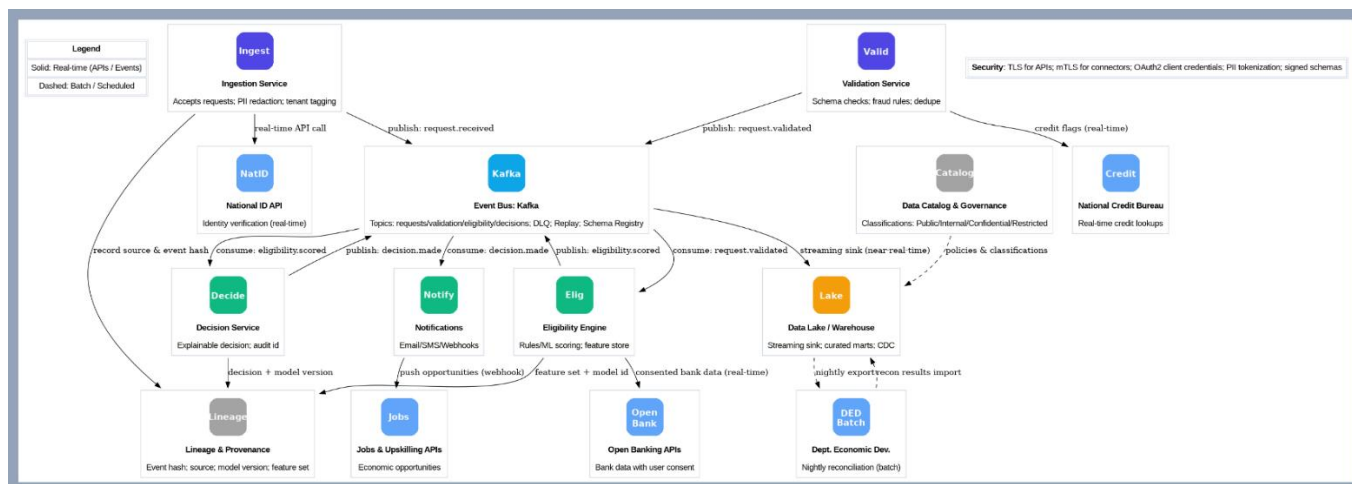 Legend
Solid: Real-time (APIs / Events)
Dashed: Batch / Scheduled
Ingest
Ingestion Service
Accepts requests; PII redaction; tenant tagging
Valid
Validation Service
Schema checks; fraud rules; dedupe
Security: TLS for APIs; mTLS for connectors; OAuth2 client credentials; PII tokenization; signed schemas
real-time API call
publish: request.received
publish: request.validated
credit flags (real-time)
NatID
National ID API
Identity verification (real-time)
Kafka
Event Bus: Kafka
Topics: requests/validation/eligibility/decisions; DLQ; Replay; Schema Registry
Catalog
Data Catalog & Governance
Classifications: Public/Internal/Confidential/Restricted
Credit
National Credit Bureau
Real-time credit lookups
record source & event hash
consume: eligibility.scored
publish: decision.made
consume: decision.made
publish: eligibility.scored
consume: request.validated
streaming sink (near-real-time)
policies & classifications
Decide
Decision Service
Explainable decision; audit id
Notify
Notifications
Email/SMS/Webhooks
Elig
Eligibility Engine
Rules/ML scoring; feature store
Lake
Data Lake / Warehouse
Streaming sink; curated marts; CDC
decision + model version
push opportunities (webhook)
feature set + model id
consented bank data (real-time)
nightly export
recon results import
Lineage
Lineage & Provenance
Event hash; source; model version; feature set
Jobs
Jobs & Upskilling APIs
Economic opportunities
Open
Bank
Open Banking APIs
Bank data with user consent
DED
Batch
Dept. Economic Dev.
Nightly reconciliation (batch)